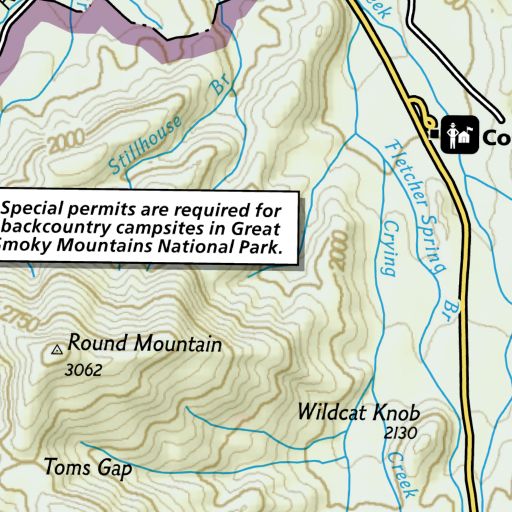 eek
Br
Stillhouse
2000
Co
Fletcher Spring
Br
Special permits are required for
backcountry campsites in Great
Smoky Mountains National Park.
2000
Crying
Creek
2750
Round Mountain
3062
Wildcat Knob
2130
Toms Gap